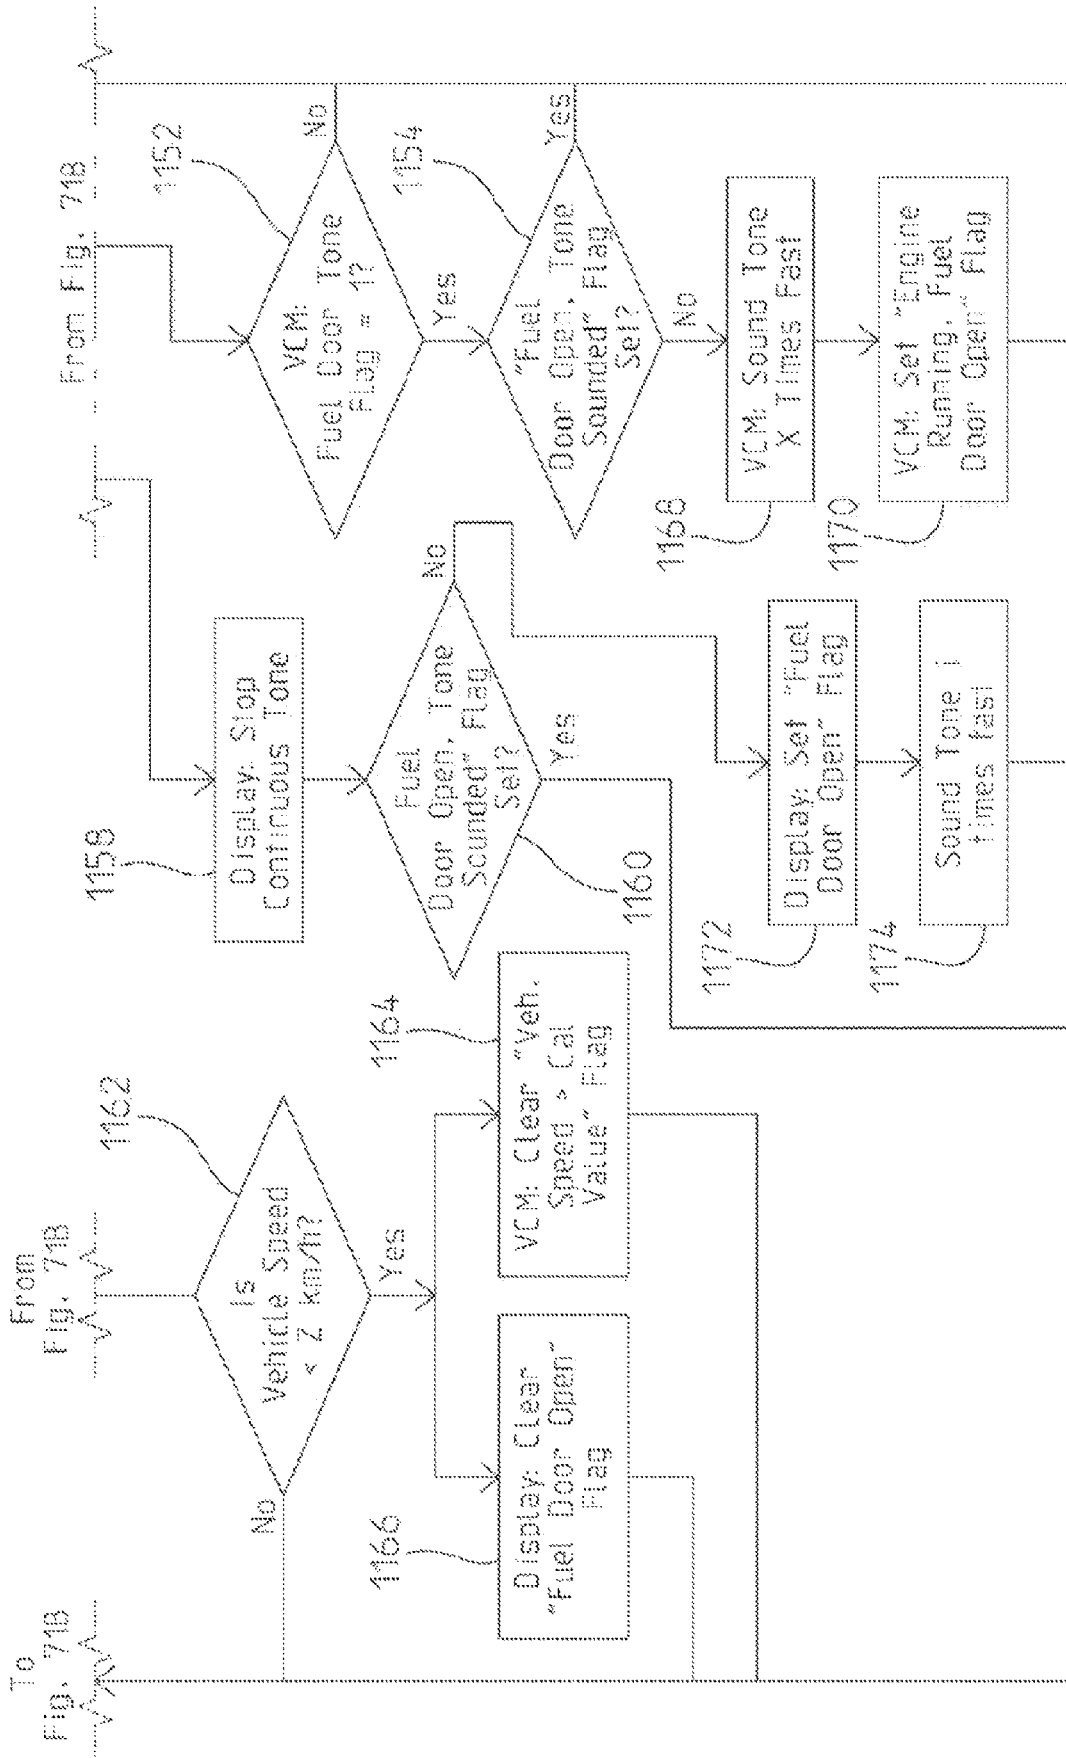 To
Fig. 71B
From
Fig. 71B
From Fig. 71B
1162
Is
Vehicle Speed
< Z km/h?
No
Yes
1166
Display: Clear
"Fuel Door Open"
Flag
1164
VCM: Clear "Veh.
Speed > Cal
Value" Flag
1158
Display: Stop
Continuous Tone
Fuel
Door Open, Tone
Sounded" Flag
Set?
1160
No
Yes
1172
Display: Set "Fuel
Door Open" Flag
1174
Sound Tone i
times fast
1152
VCM:
Fuel Door Tone
Flag = 1?
No
Yes
1154
"Fuel
Door Open, Tone
Sounded" Flag
Set?
Yes
No
1168
VCM: Sound Tone
X Times Fast
1170
VCM: Set "Engine
Running, Fuel
Door Open" Flag